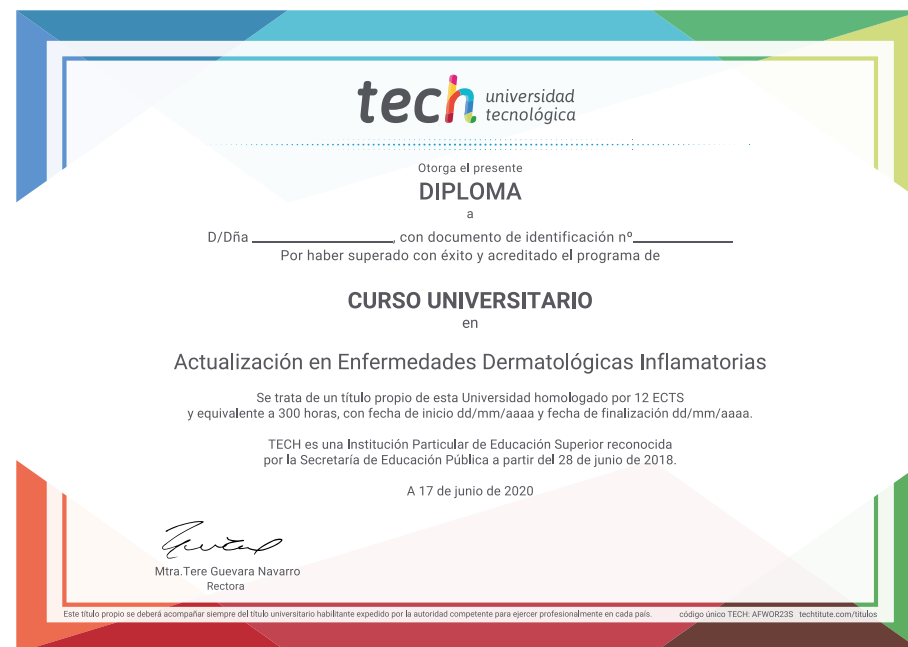 tech universidad
tecnológica
Otorga el presente
DIPLOMA
a
D/Dña ____________________, con documento de identificación nº______________
Por haber superado con éxito y acreditado el programa de
CURSO UNIVERSITARIO
en
Actualización en Enfermedades Dermatológicas Inflamatorias
Se trata de un título propio de esta Universidad homologado por 12 ECTS
y equivalente a 300 horas, con fecha de inicio dd/mm/aaaa y fecha de finalización dd/mm/aaaa.
TECH es una Institución Particular de Educación Superior reconocida
por la Secretaría de Educación Pública a partir del 28 de junio de 2018.
A 17 de junio de 2020
Mtra.Tere Guevara Navarro
Rectora
Este título propio se deberá acompañar siempre del título universitario habilitante expedido por la autoridad competente para ejercer profesionalmente en cada país. código único TECH: AFWOR23S techtitute.com/titulos